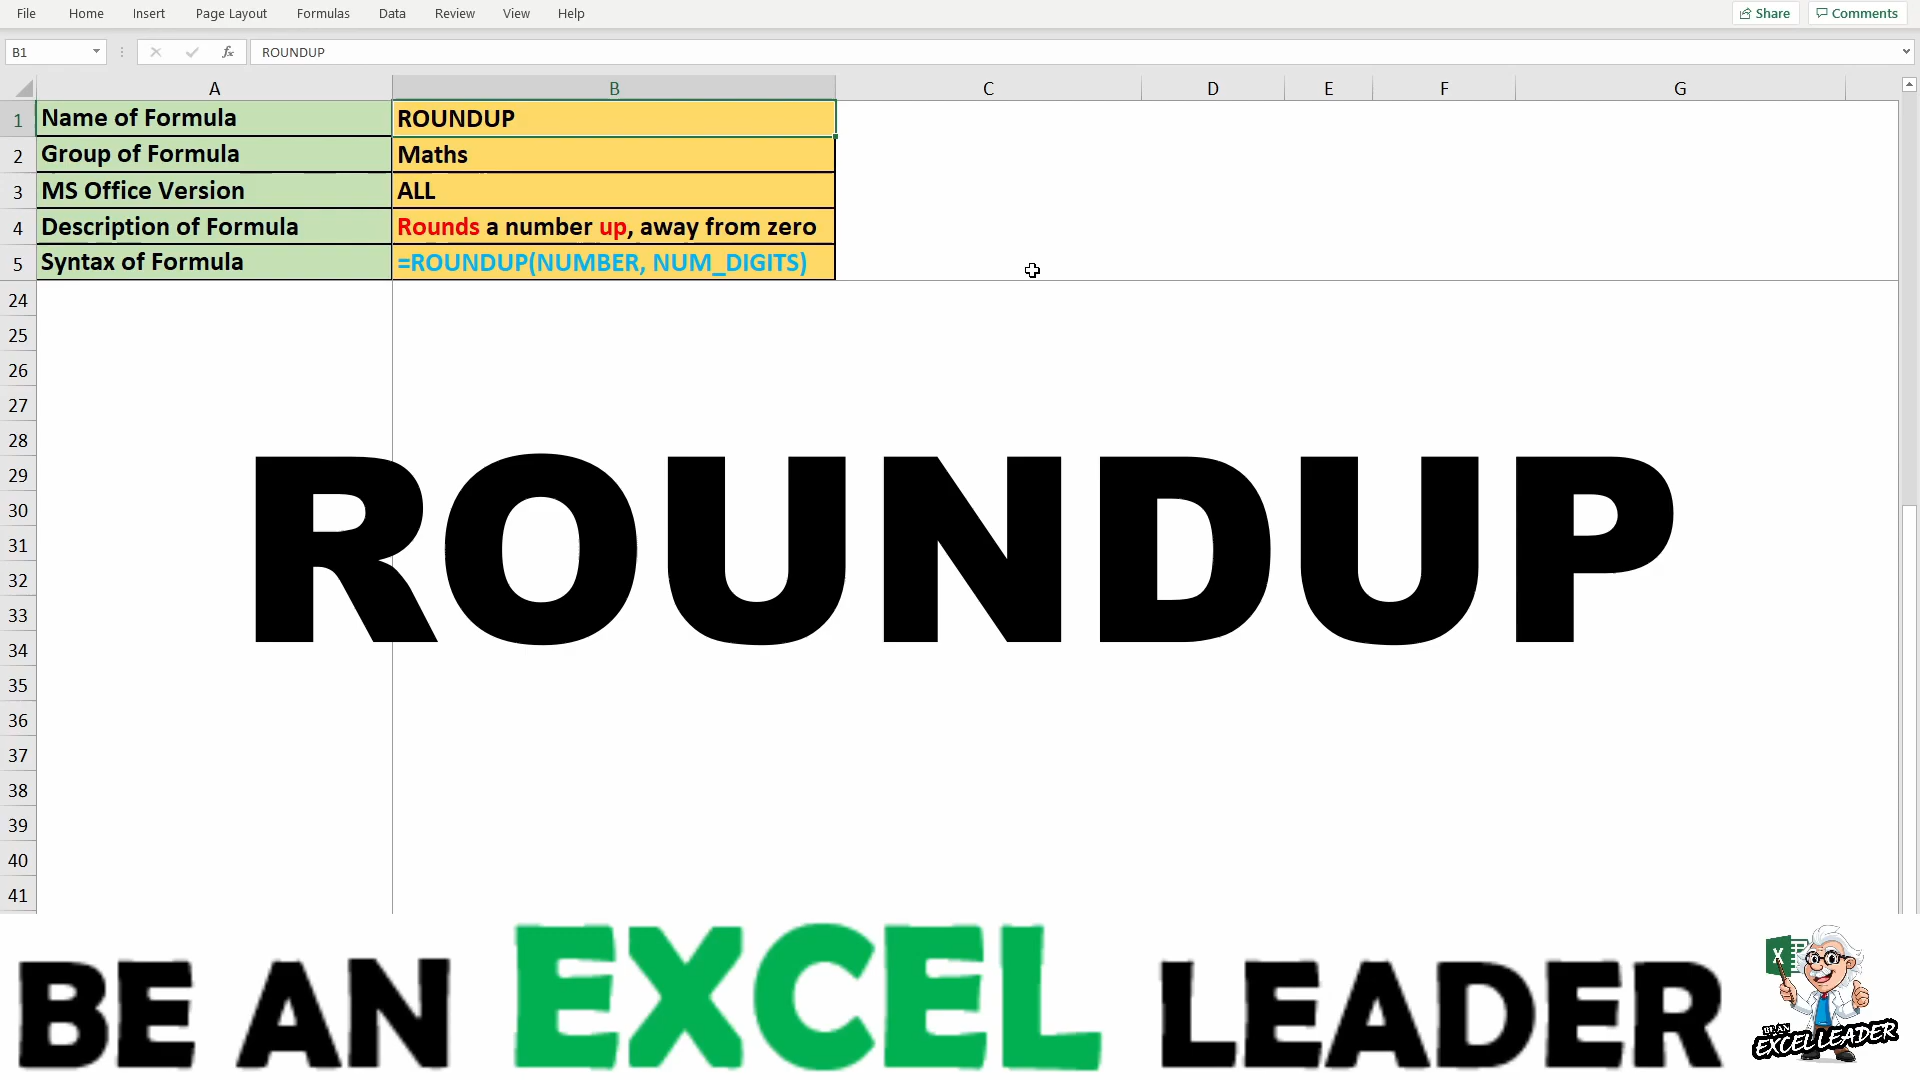 File Home Insert Page Layout Formulas Data Review View Help Share Comments
B1 fx ROUNDUP
A B C D E F G
1 Name of Formula ROUNDUP
2 Group of Formula Maths
3 MS Office Version ALL
4 Description of Formula Rounds a number up, away from zero
5 Syntax of Formula =ROUNDUP(NUMBER, NUM_DIGITS)
24
25
26
27
28
29
30
31
32
33
34
35
36
37
38
39
40
41
ROUNDUP
BE AN EXCEL LEADER
X
BE AN
EXCEL LEADER